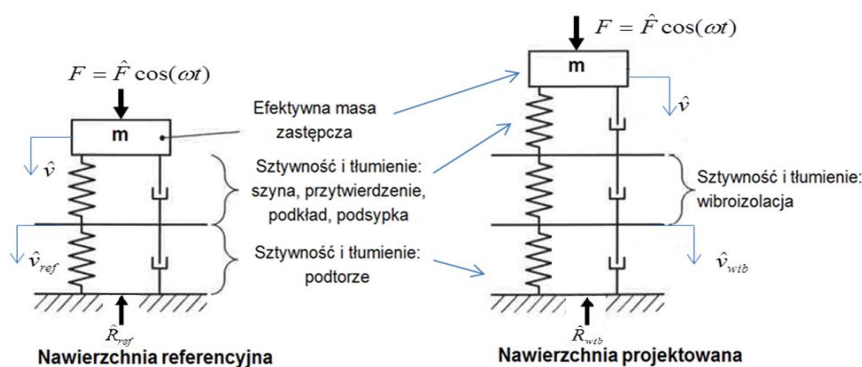 F = F̂ cos(ωt)
m
v̂
v̂ref
R̂ref
Nawierzchnia referencyjna
Efektywna masa
zastępcza
Sztywność i tłumienie:
szyna, przytwierdzenie,
podkład, podsypka
Sztywność i tłumienie:
podtorze
F = F̂ cos(ωt)
m
v̂
Sztywność i tłumienie:
wibroizolacja
v̂wtb
R̂wtb
Nawierzchnia projektowana